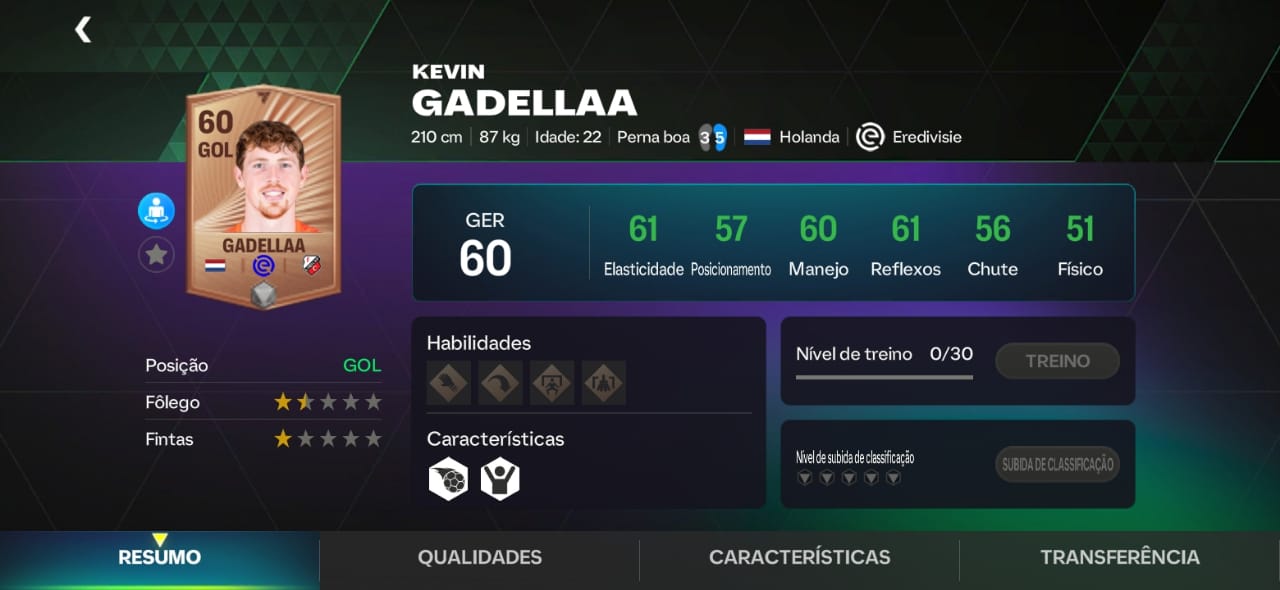 KEVIN
GADELLAA
210 cm 87 kg Idade: 22 Perna boa 3 5 Holanda Eredivisie
60
GOL
GADELLAA
GER
60
61 57 60 61 56 51
Elasticidade Posicionamento Manejo Reflexos Chute Físico
Posição GOL
Fôlego
Fintas
Habilidades
Características
Nível de treino 0/30 TREINO
Nível de subida de classificação SUBIDA DE CLASSIFICAÇÃO
RESUMO QUALIDADES CARACTERÍSTICAS TRANSFERÊNCIA